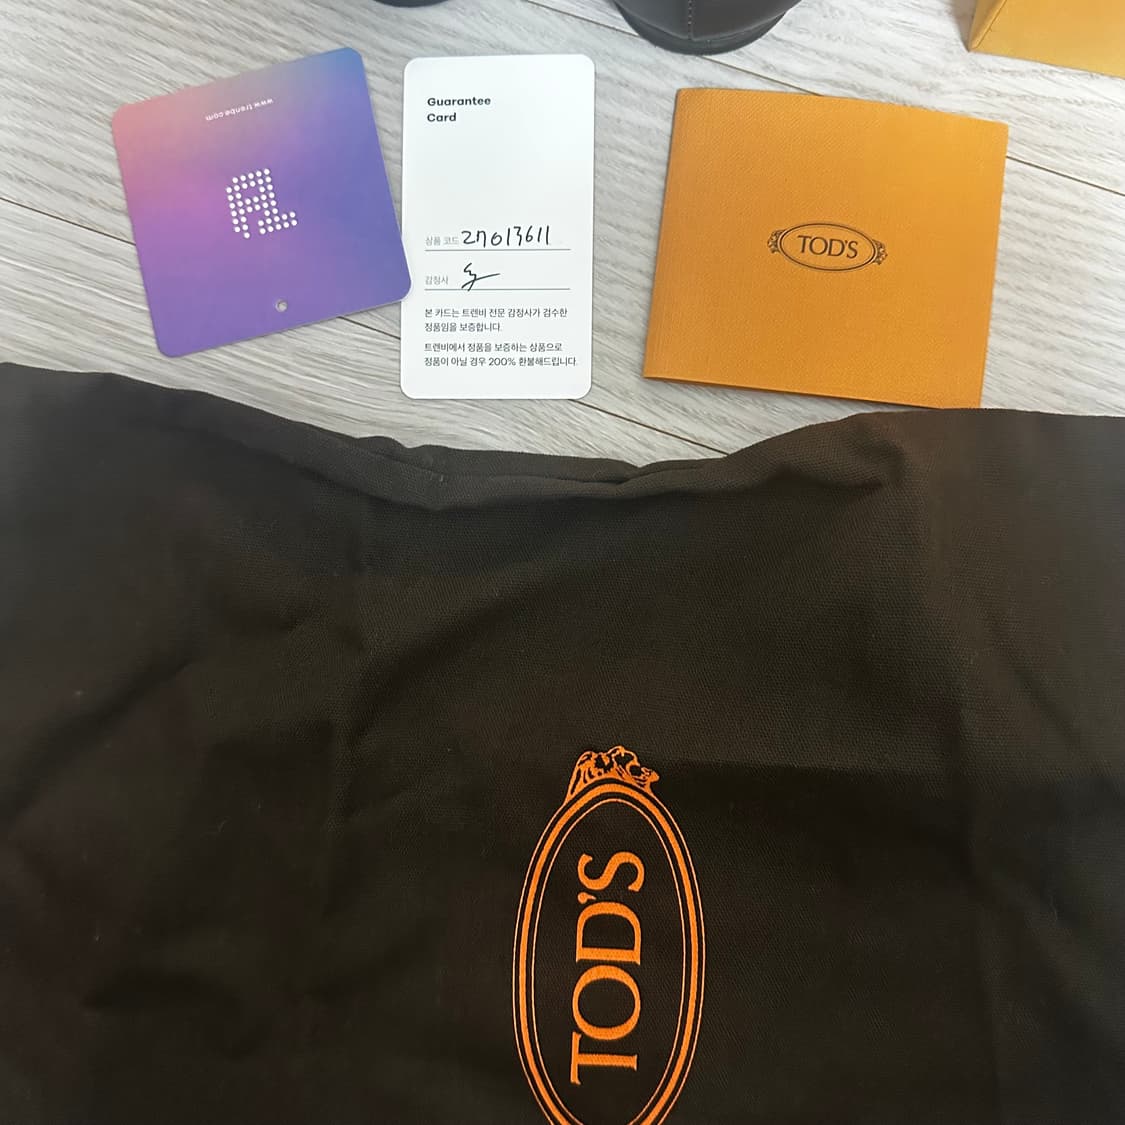 www.trenbe.com
Guarantee
Card
상품 코드 27013611
감정사
본 카드는 트렌비 전문 감정사가 검수한
정품임을 보증합니다.
트렌비에서 정품을 보증하는 상품으로
정품이 아닐 경우 200% 환불해드립니다.
TOD'S
TOD'S